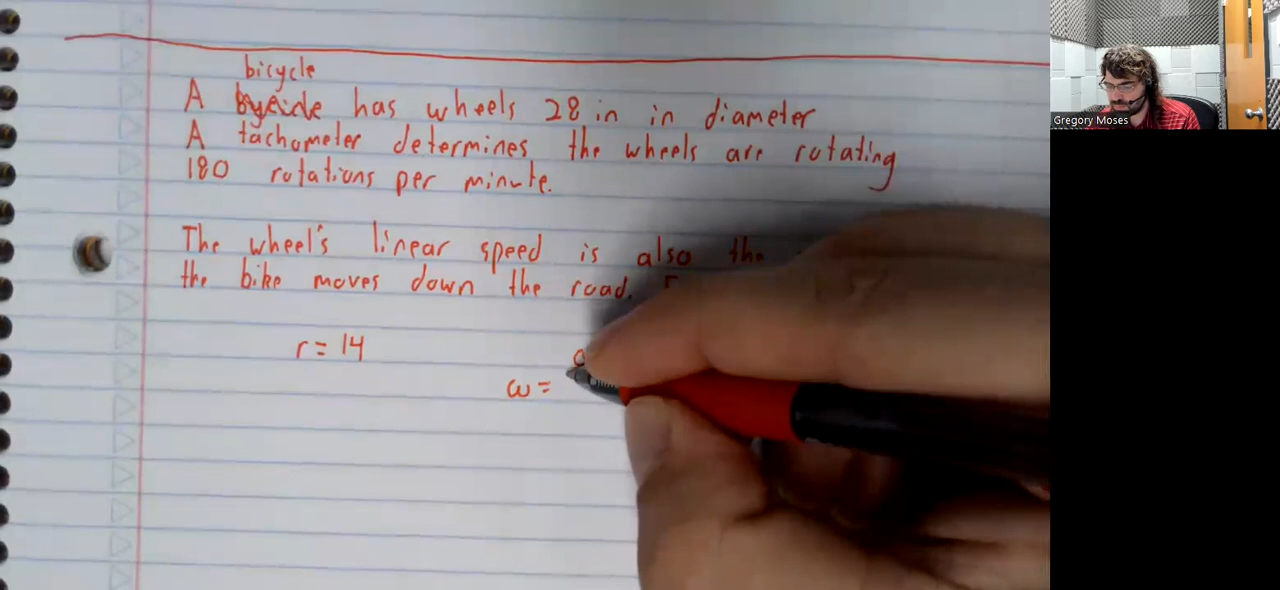 bicycle
A has wheels 28 in in diameter
A tachometer determines the wheels are rotating
180 rotations per minute.
The wheel's linear speed is also the
the bike moves down the road.
r = 14
ω =
Gregory Moses